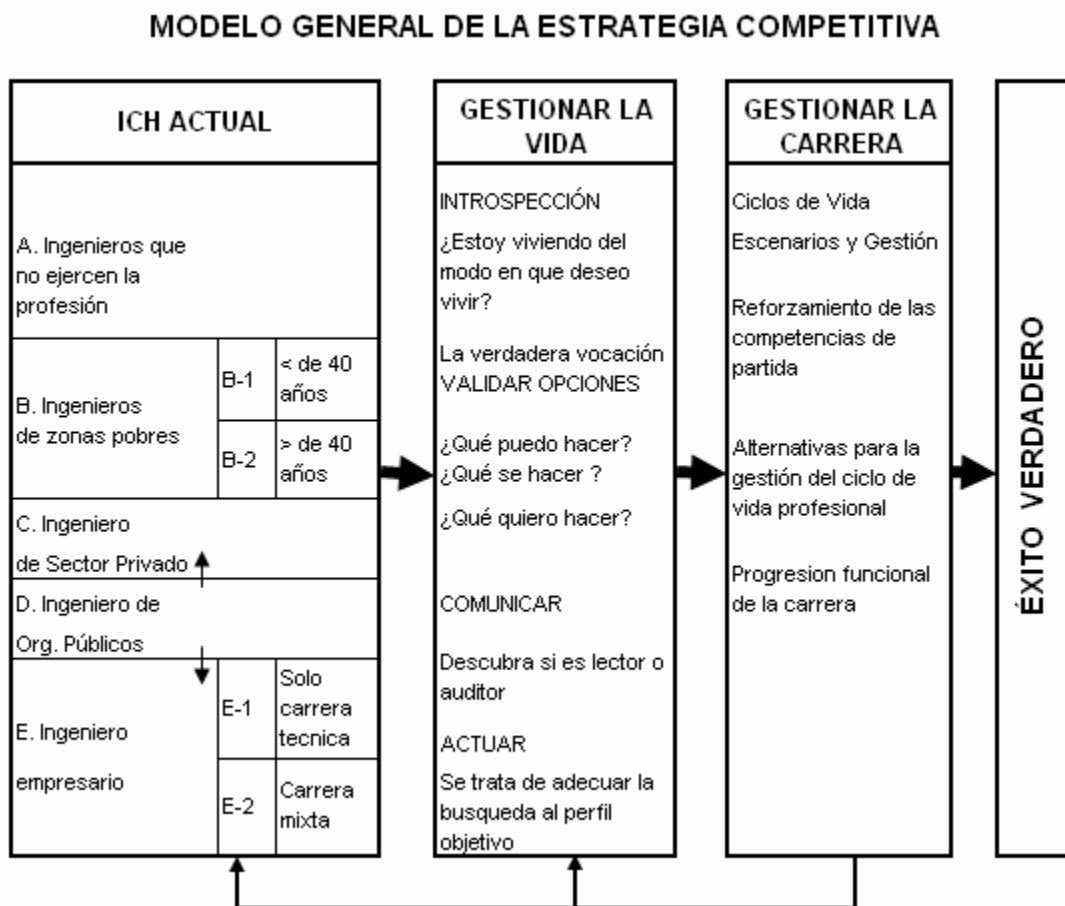 MODELO GENERAL DE LA ESTRATEGIA COMPETITIVA
ICH ACTUAL
A. Ingenieros que
no ejercen la
profesión
B. Ingenieros
de zonas pobres
B-1
< de 40
años
B-2
> de 40
años
C. Ingeniero
de Sector Privado
D. Ingeniero de
Org. Públicos
E. Ingeniero
empresario
E-1
Solo
carrera
tecnica
E-2
Carrera
mixta
GESTIONAR LA
VIDA
INTROSPECCIÓN
¿Estoy viviendo del
modo en que deseo
vivir?
La verdadera vocación
VALIDAR OPCIONES
¿Qué puedo hacer?
¿Qué se hacer ?
¿Qué quiero hacer?
COMUNICAR
Descubra si es lector o
auditor
ACTUAR
Se trata de adecuar la
busqueda al perfil
objetivo
GESTIONAR LA
CARRERA
Ciclos de Vida
Escenarios y Gestión
Reforzamiento de las
competencias de
partida
Alternativas para la
gestión del ciclo de
vida profesional
Progresion funcional
de la carrera
ÉXITO VERDADERO